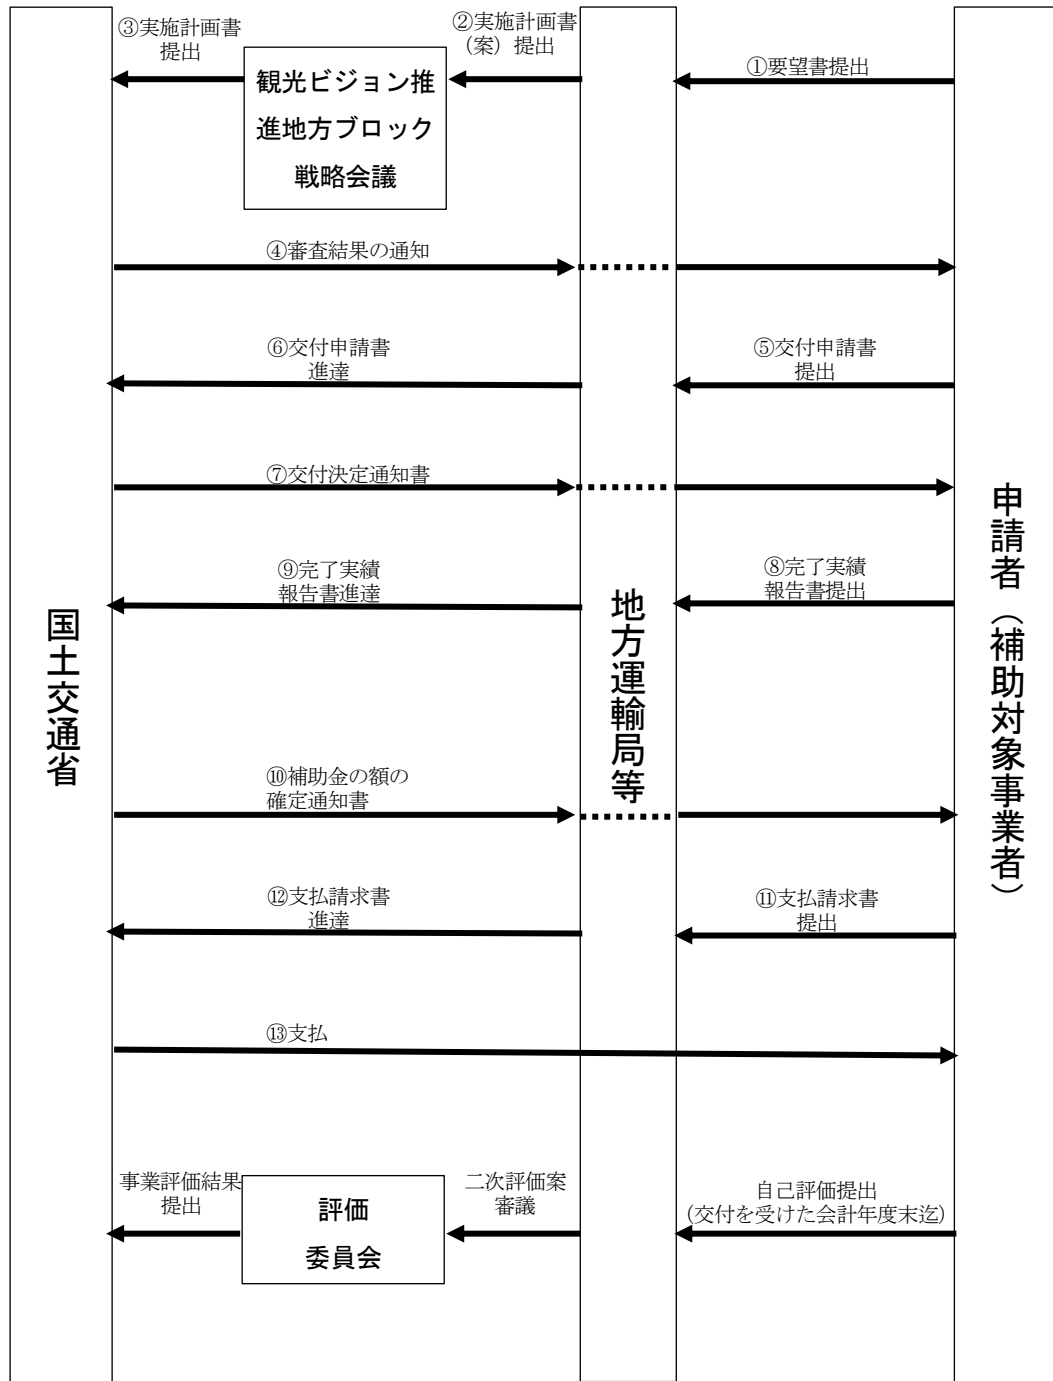 ③実施計画書
提出
②実施計画書
（案）提出
①要望書提出
観光ビジョン推
進地方ブロック
戦略会議
④審査結果の通知
⑥交付申請書
進達
⑤交付申請書
提出
⑦交付決定通知書
⑨完了実績
報告書進達
⑧完了実績
報告書提出
国土交通省
地方運輸局等
申請者（補助対象事業者）
⑩補助金の額の
確定通知書
⑫支払請求書
進達
⑪支払請求書
提出
⑬支払
事業評価結果
提出
評価
委員会
二次評価案
審議
自己評価提出
(交付を受けた会計年度末迄)